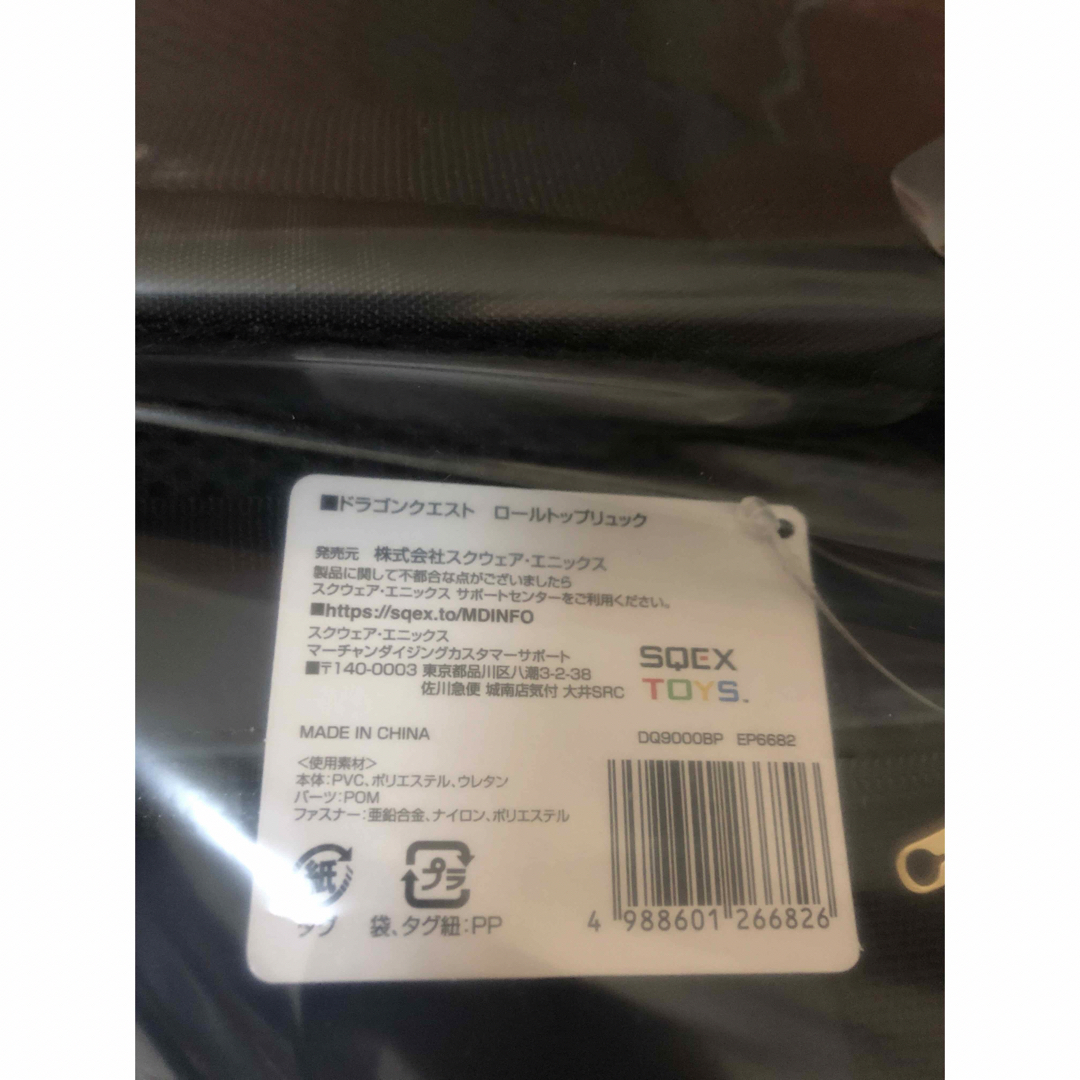 ■ドラゴンクエスト ロールトップリュック
発売元 株式会社スクウェア・エニックス
製品に関して不都合な点がございましたら
スクウェア・エニックス サポートセンターをご利用ください。
■https://sqex.to/MDINFO
スクウェア・エニックス
マーチャンダイジングカスタマーサポート
■〒140-0003 東京都品川区八潮3-2-38
佐川急便 城南店気付 大井SRC
SQEX
TOYS.
MADE IN CHINA
DQ9000BP EP6682
<使用素材>
本体:PVC、ポリエステル、ウレタン
パーツ:POM
ファスナー:亜鉛合金、ナイロン、ポリエステル
紙
タグ
プラ
袋、タグ紐:PP
4 988601 266826